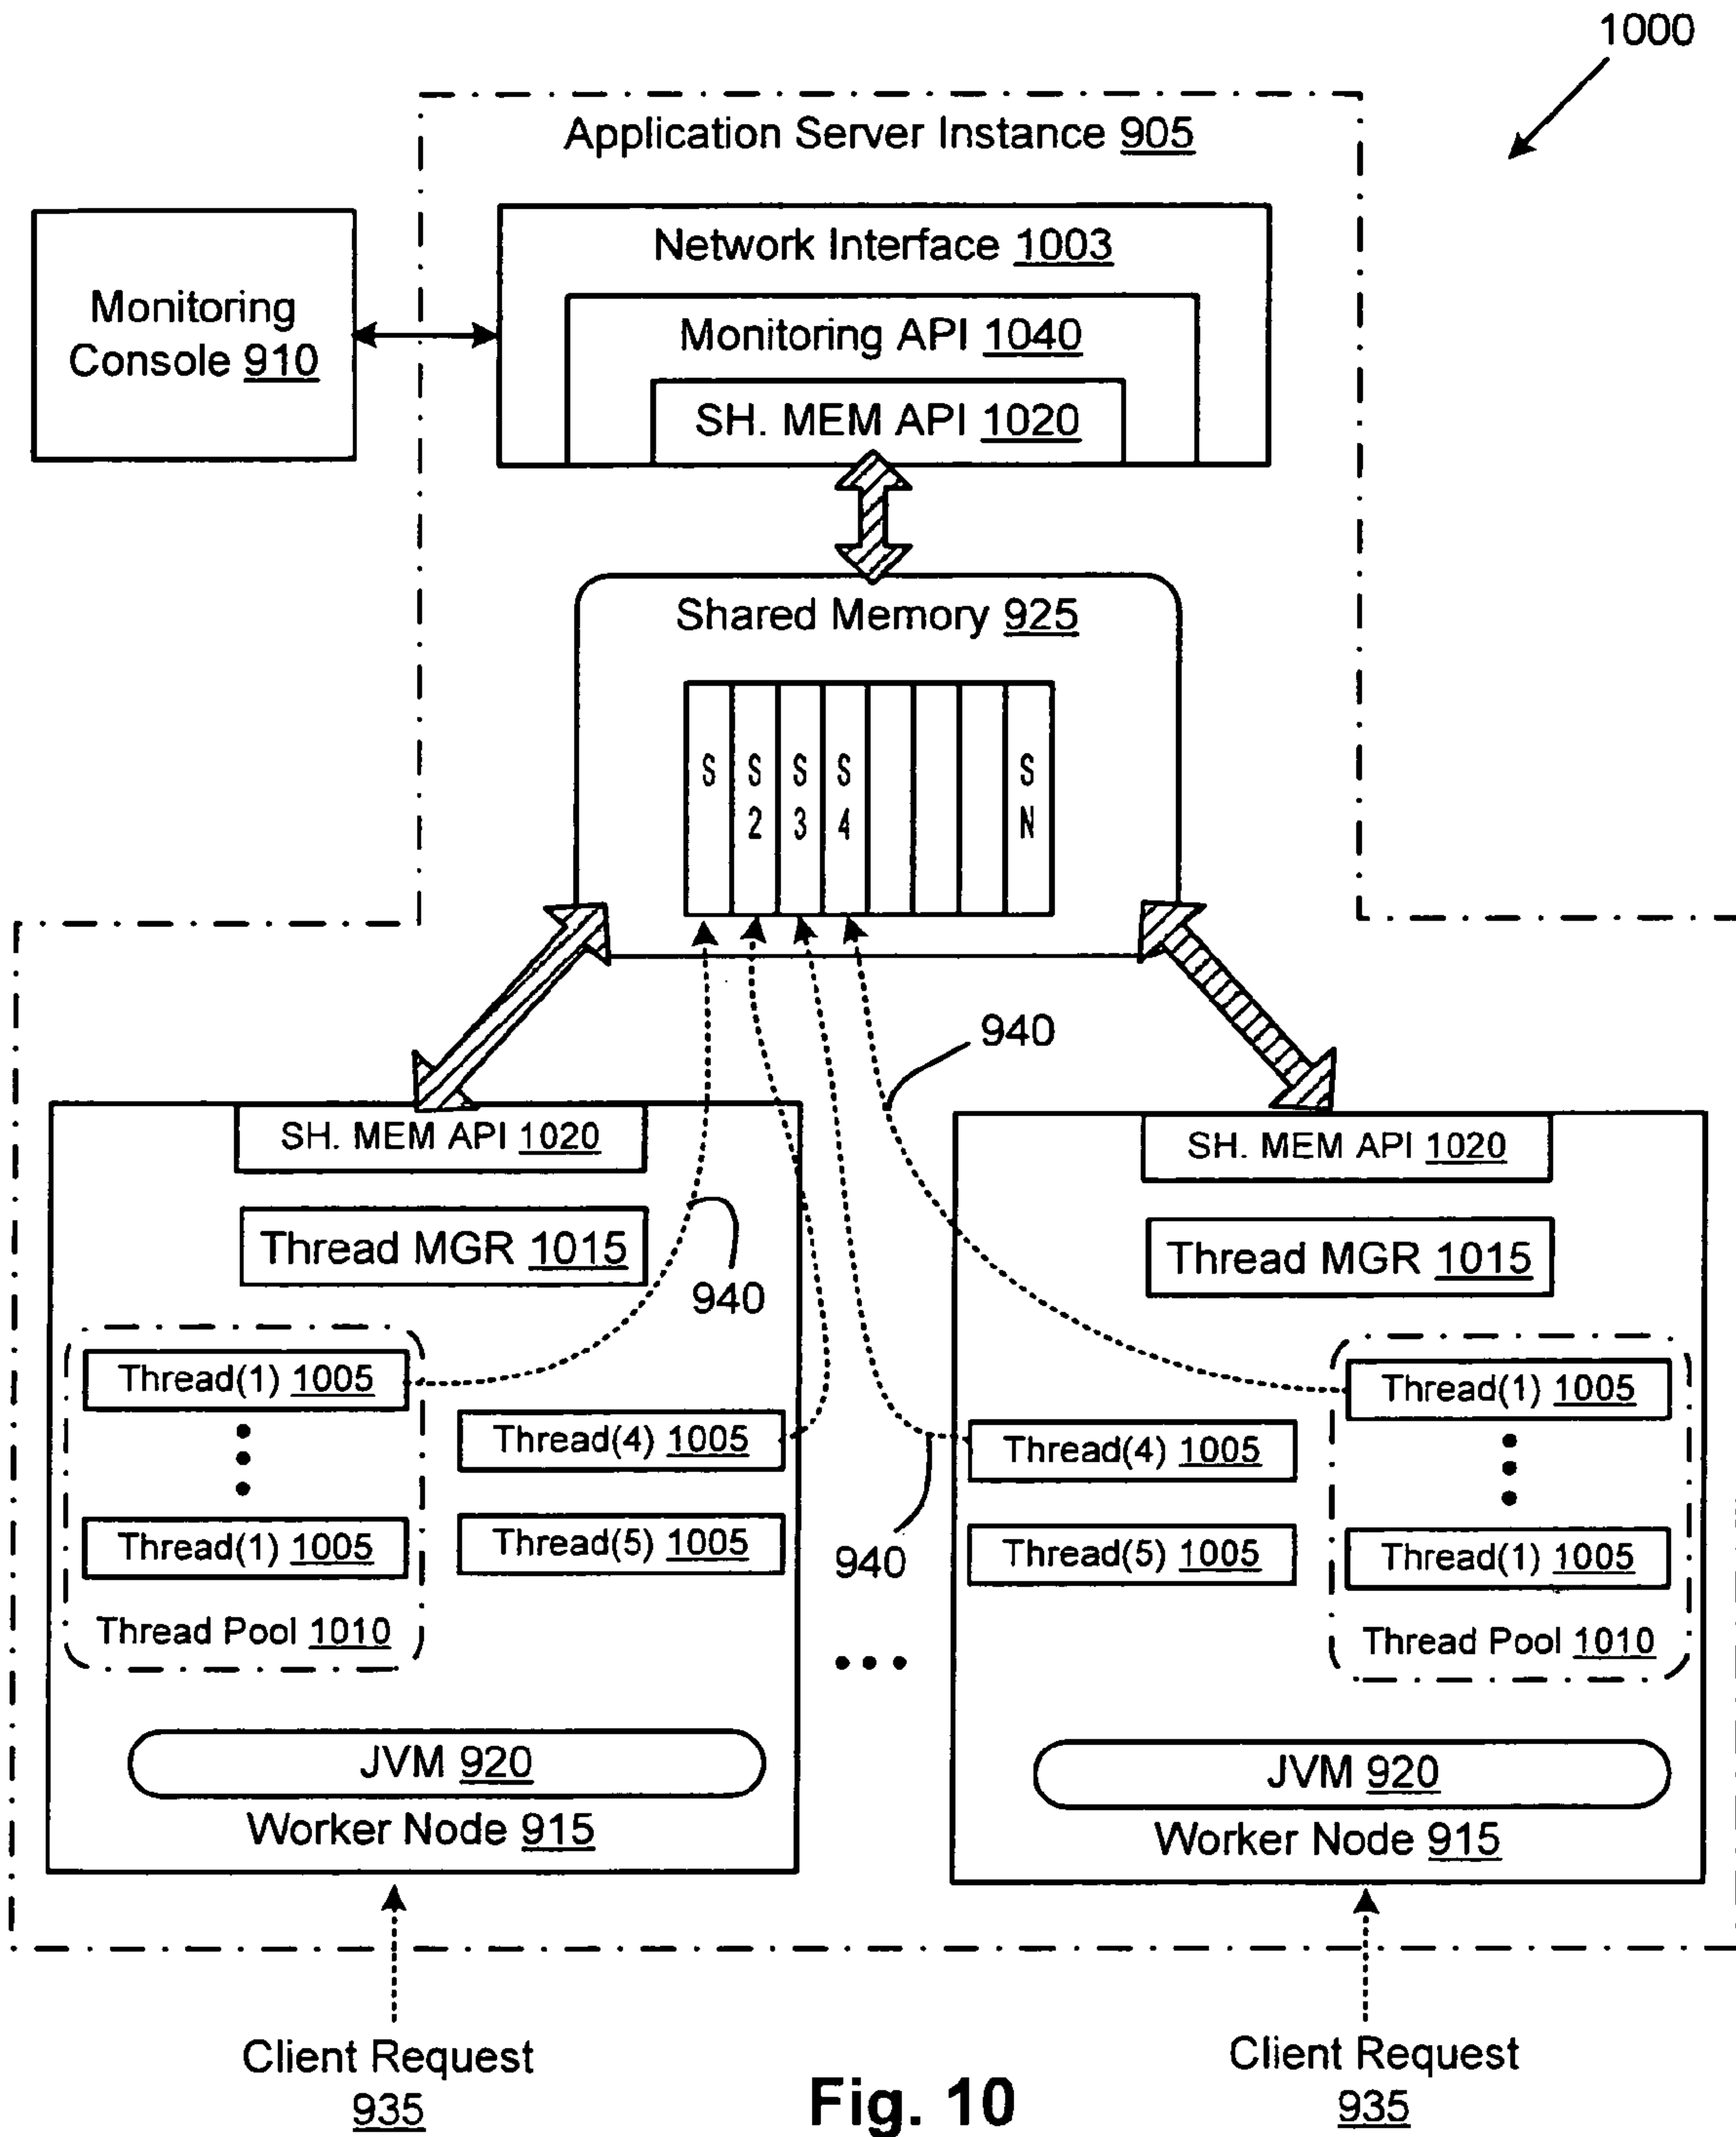 1000
Application Server Instance 905
Network Interface 1003
Monitoring
Console 910
Monitoring API 1040
SH. MEM API 1020
Shared Memory 925
S
S
2
S
3
S
4
S
N
940
SH. MEM API 1020
Thread MGR 1015
940
Thread(1) 1005
Thread(4) 1005
Thread(1) 1005
Thread(5) 1005
Thread Pool 1010
JVM 920
Worker Node 915
SH. MEM API 1020
Thread MGR 1015
Thread(1) 1005
Thread(4) 1005
940
Thread(5) 1005
Thread(1) 1005
Thread Pool 1010
JVM 920
Worker Node 915
Client Request
935
Client Request
935
Fig. 10